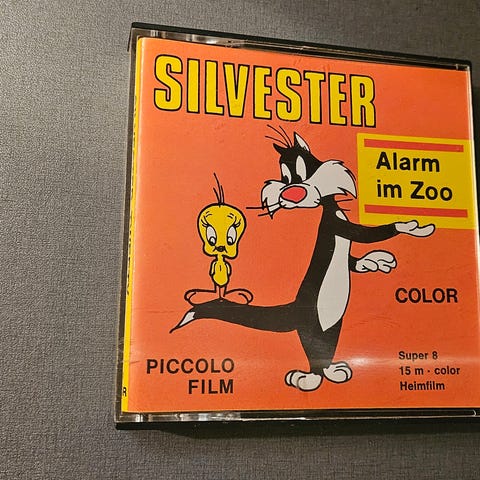 SILVESTER
Alarm
im Zoo
COLOR
PICCOLO
FILM
Super 8
15 m · color
Heimfilm